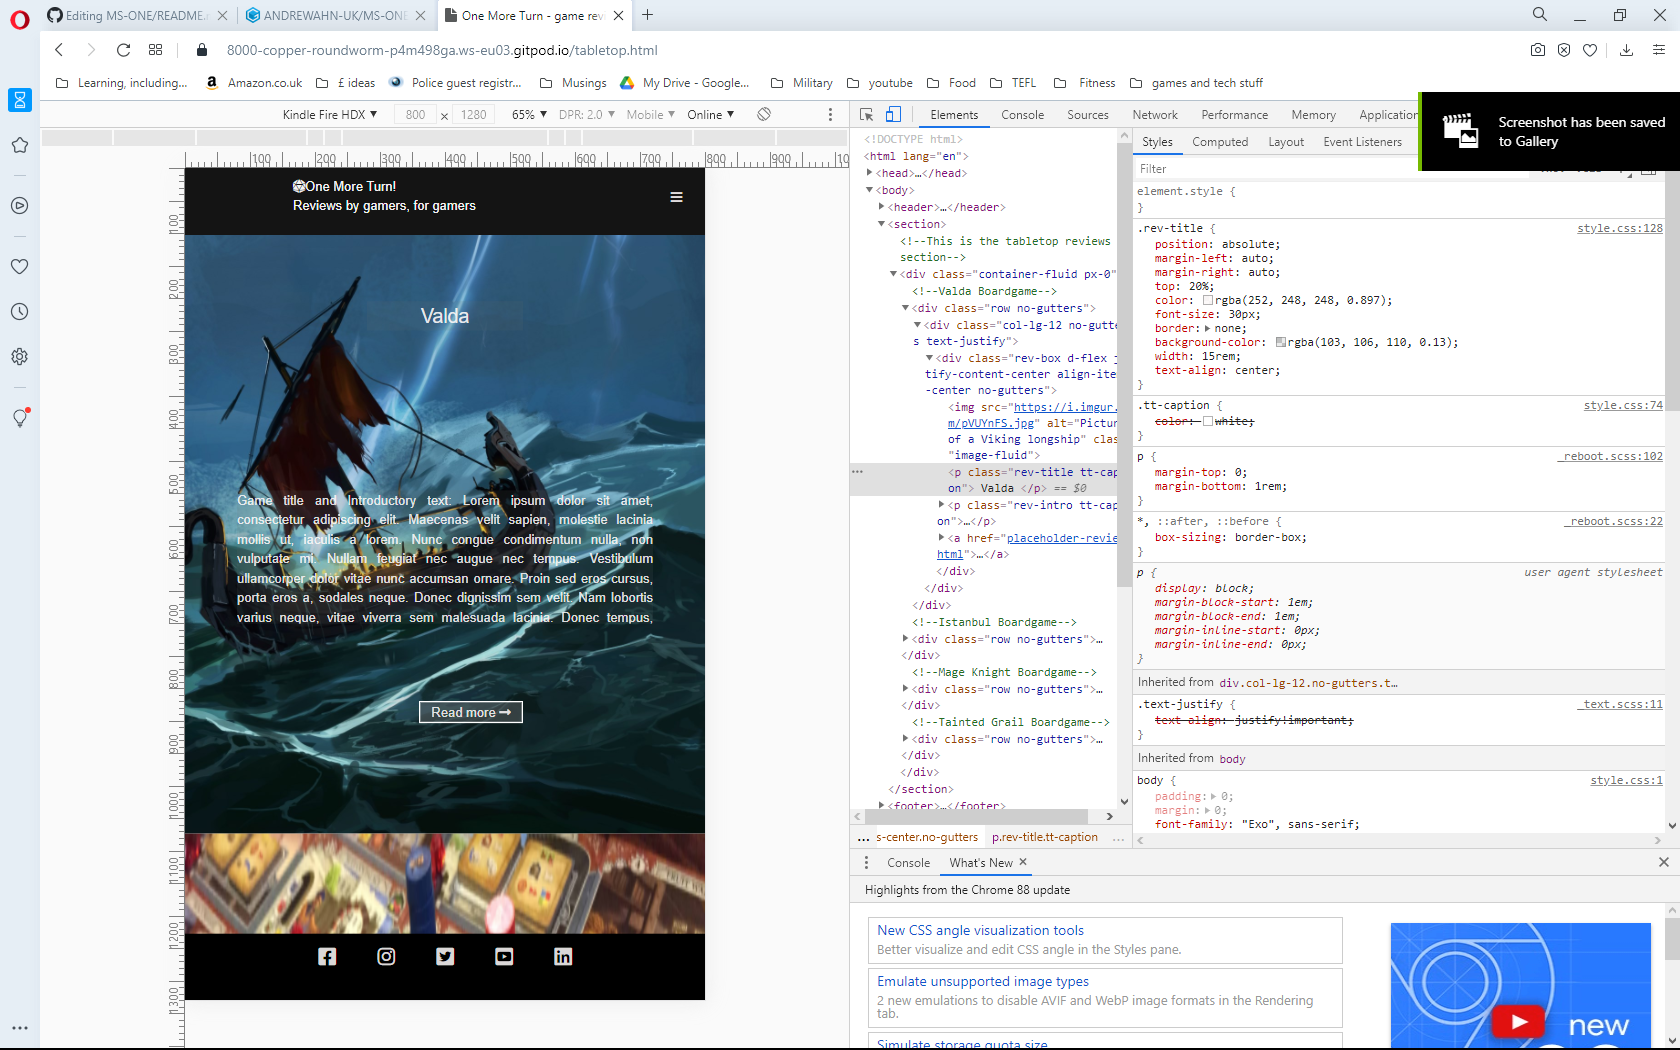 Editing MS-ONE/README.
ANDREWAHN-UK/MS-ONE
One More Turn - game rev
8000-copper-roundworm-p4m498ga.ws-eu03.gitpod.io/tabletop.html
Learning, including...
Amazon.co.uk
£ ideas
Police guest registr...
Musings
My Drive - Google...
Military
youtube
Food
TEFL
Fitness
games and tech stuff
Kindle Fire HDX ▼ 800 × 1280 65% ▼ DPR: 2.0 ▼ Mobile ▼ Online ▼
Elements Console Sources Network Performance Memory Application
Screenshot has been saved
to Gallery
100 200 300 400 500 600 700 800 900 10
100
200
300
400
500
600
700
800
900
1000
1100
1200
1300
One More Turn!
Reviews by gamers, for gamers
Valda
Game title and Introductory text: Lorem ipsum dolor sit amet,
consectetur adipiscing elit. Maecenas velit sapien, molestie lacinia
mollis ut, iaculis a lorem. Nunc congue condimentum nulla, non
vulputate mi. Nullam feugiat nec augue nec tempus. Vestibulum
ullamcorper dolor vitae nunc accumsan ornare. Proin sed eros cursus,
porta eros a, sodales neque. Donec dignissim sem velit. Nam lobortis
varius neque, vitae viverra sem malesuada lacinia. Donec tempus,
Read more ➞
<!DOCTYPE html>
<html lang="en">
<head>…</head>
<body>
<header>…</header>
<section>
<!--This is the tabletop reviews
section-->
<div class="container-fluid px-0"
<!--Valda Boardgame-->
<div class="row no-gutters">
<div class="col-lg-12 no-gutte
s text-justify">
<div class="rev-box d-flex j
tify-content-center align-ite
-center no-gutters">
<img src="https://i.imgur.
m/pVUYnFS.jpg" alt="Pictur
of a Viking longship" clas
"image-fluid">
<p class="rev-title tt-cap
on"> Valda </p> == $0
<p class="rev-intro tt-cap
on">…</p>
<a href="placeholder-revie
html">…</a>
</div>
</div>
</div>
<!--Istanbul Boardgame-->
<div class="row no-gutters">…
</div>
<!--Mage Knight Boardgame-->
<div class="row no-gutters">…
</div>
<!--Tainted Grail Boardgame-->
<div class="row no-gutters">…
</div>
</div>
</section>
<footer>…</footer>
... s-center.no-gutters p.rev-title.tt-caption ...
Styles Computed Layout Event Listeners
Filter
element.style {
}
.rev-title { style.css:128
position: absolute;
margin-left: auto;
margin-right: auto;
top: 20%;
color: rgba(252, 248, 248, 0.897);
font-size: 30px;
border: none;
background-color: rgba(103, 106, 110, 0.13);
width: 15rem;
text-align: center;
}
.tt-caption { style.css:74
color: white;
}
p { _reboot.scss:102
margin-top: 0;
margin-bottom: 1rem;
}
*, ::after, ::before { _reboot.scss:22
box-sizing: border-box;
}
p { user agent stylesheet
display: block;
margin-block-start: 1em;
margin-block-end: 1em;
margin-inline-start: 0px;
margin-inline-end: 0px;
}
Inherited from div.col-lg-12.no-gutters.t…
.text-justify { _text.scss:11
text-align: justify!important;
}
Inherited from body
body { style.css:1
padding: 0;
margin: 0;
font-family: "Exo", sans-serif;
Console What's New ×
Highlights from the Chrome 88 update
New CSS angle visualization tools
Better visualize and edit CSS angle in the Styles pane.
Emulate unsupported image types
2 new emulations to disable AVIF and WebP image formats in the Rendering
tab.
Simulate storage quota size
new